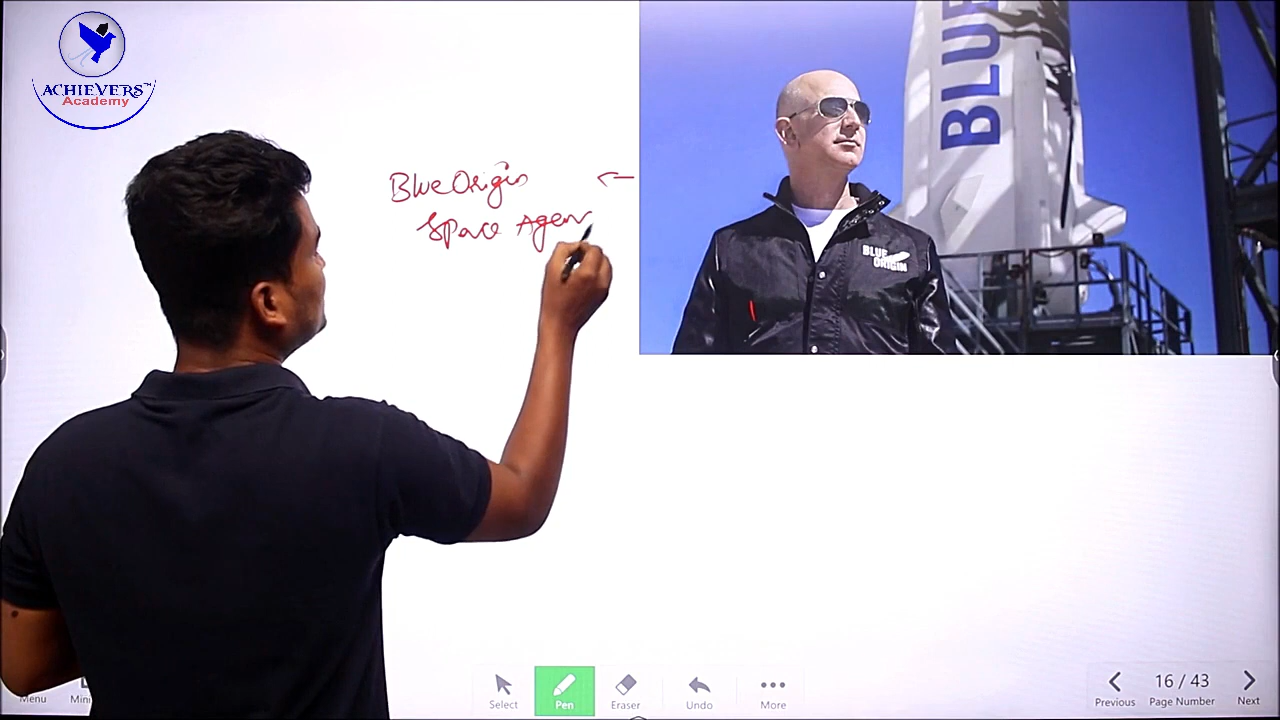 ACHIEVERS™
Academy
BlueOrigin
Space Agen
BLUE
BLUE
ORIGIN
Menu
Select
Pen
Eraser
Undo
More
Previous
16 / 43
Page Number
Next